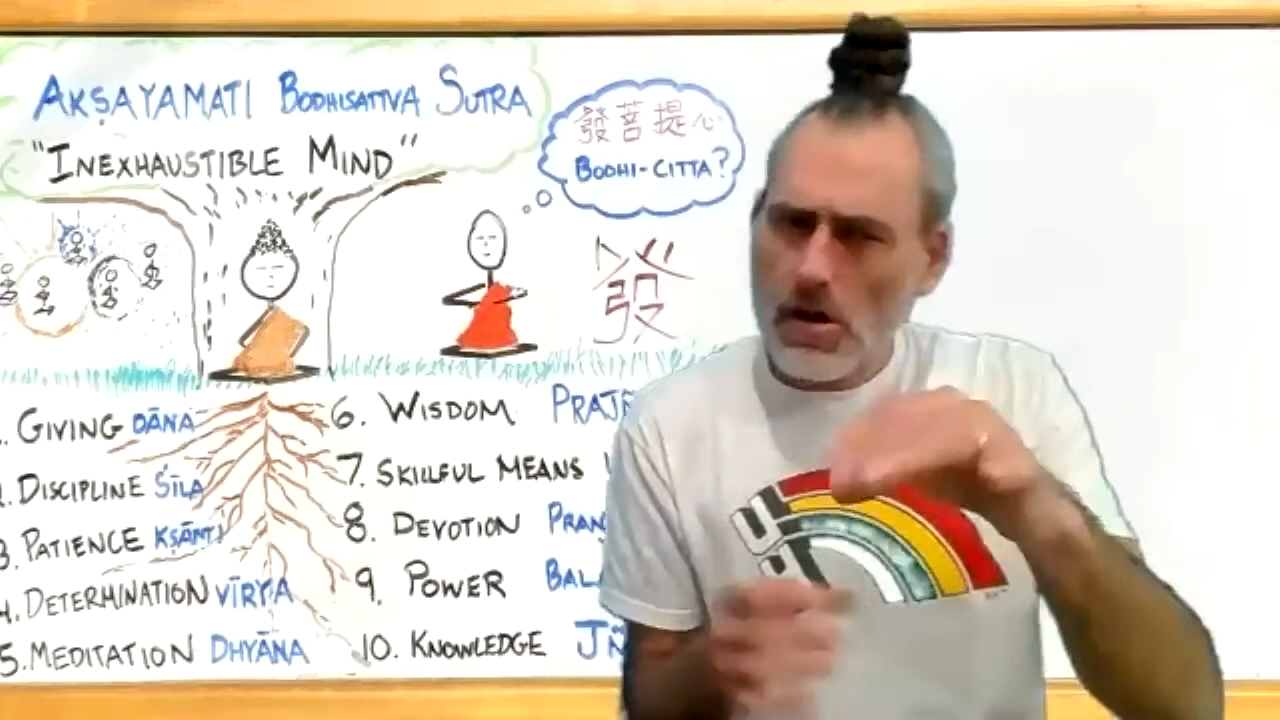 AKṢAYAMATI BODHISATTVA SUTRA
"INEXHAUSTIBLE MIND"
發菩提心
BODHI-CITTA?
發
GIVING DĀNA
DISCIPLINE ŚĪLA
3. PATIENCE KṢĀNTI
4. DETERMINATION VĪRYA
5. MEDITATION DHYĀNA
6. WISDOM
7. SKILLFUL MEANS
8. DEVOTION
9. POWER
10. KNOWLEDGE